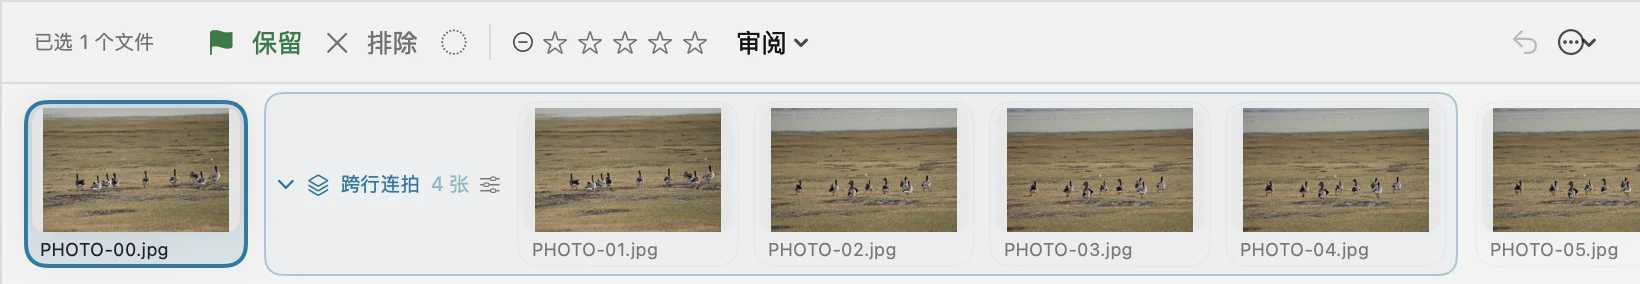 已选 1 个文件 保留 排除 审阅
跨行连拍 4 张
PHOTO-00.jpg PHOTO-01.jpg PHOTO-02.jpg PHOTO-03.jpg PHOTO-04.jpg PHOTO-05.jpg